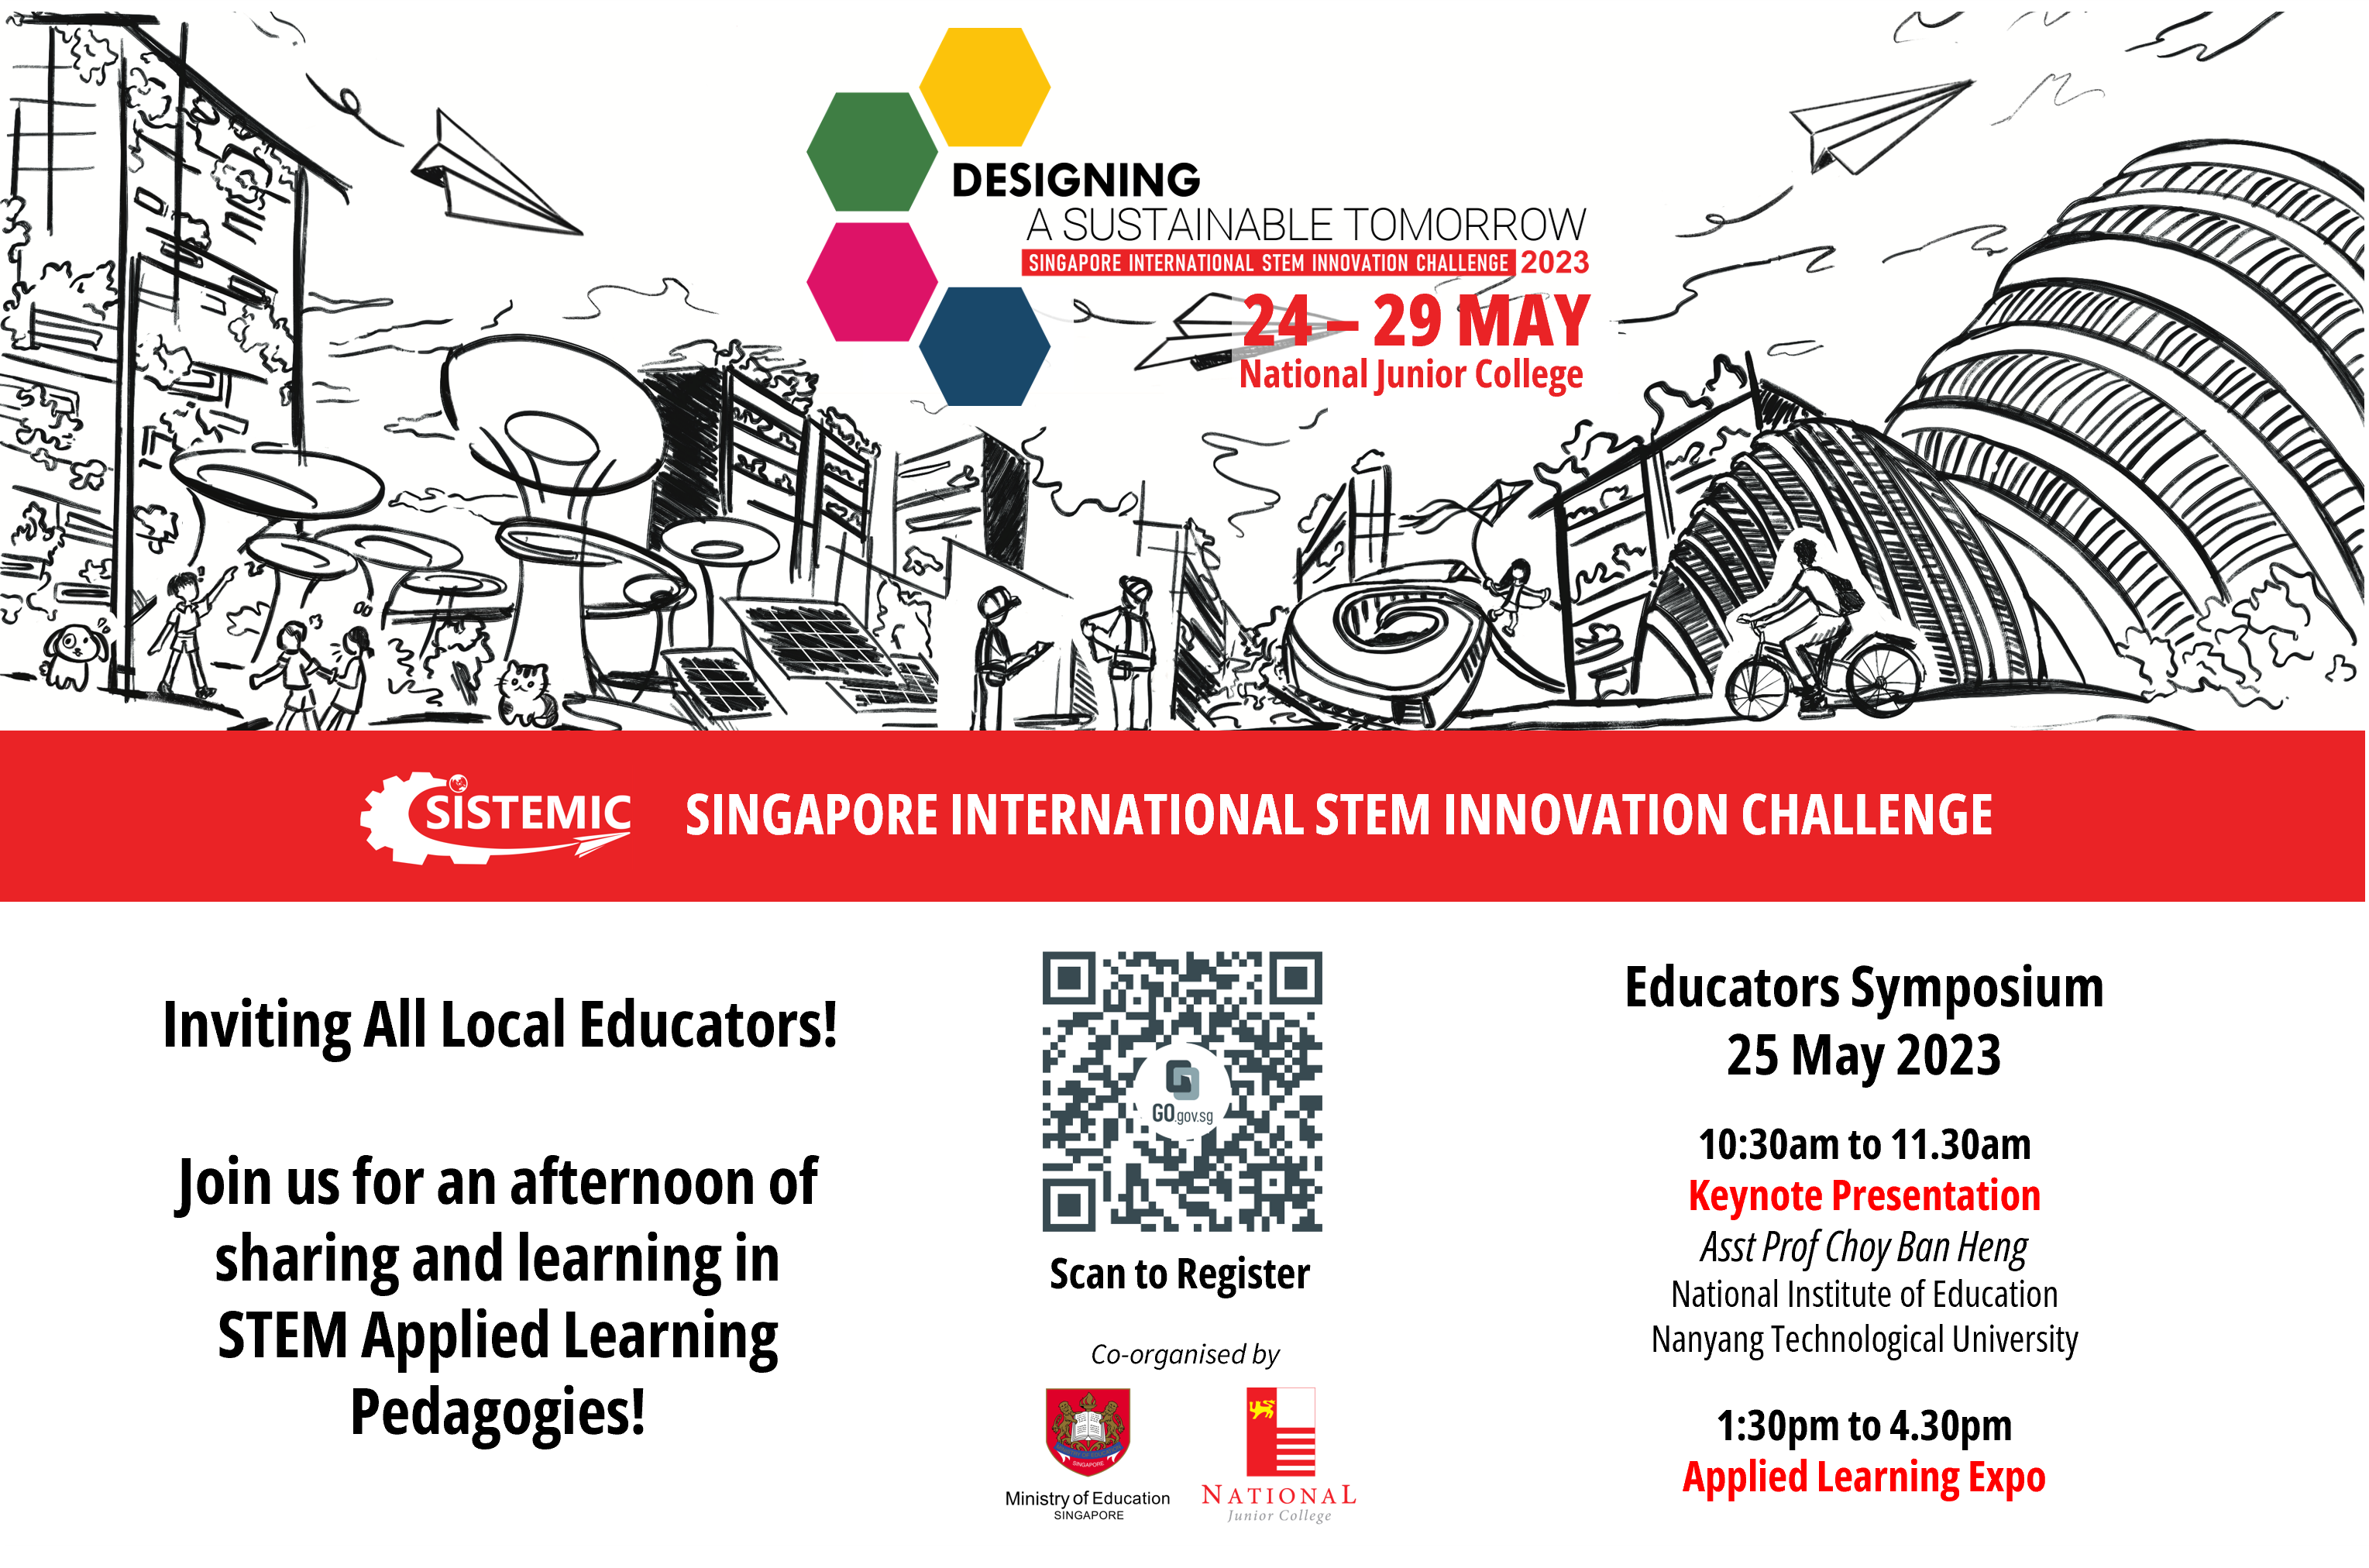 DESIGNING
A SUSTAINABLE TOMORROW
SINGAPORE INTERNATIONAL STEM INNOVATION CHALLENGE 2023
24 – 29 MAY
National Junior College
SISTEMIC
SINGAPORE INTERNATIONAL STEM INNOVATION CHALLENGE
Inviting All Local Educators!
Join us for an afternoon of
sharing and learning in
STEM Applied Learning
Pedagogies!
GO.gov.sg
Scan to Register
Co-organised by
SINGAPORE
Ministry of Education
SINGAPORE
NATIONAL
Junior College
Educators Symposium
25 May 2023
10:30am to 11.30am
Keynote Presentation
Asst Prof Choy Ban Heng
National Institute of Education
Nanyang Technological University
1:30pm to 4.30pm
Applied Learning Expo